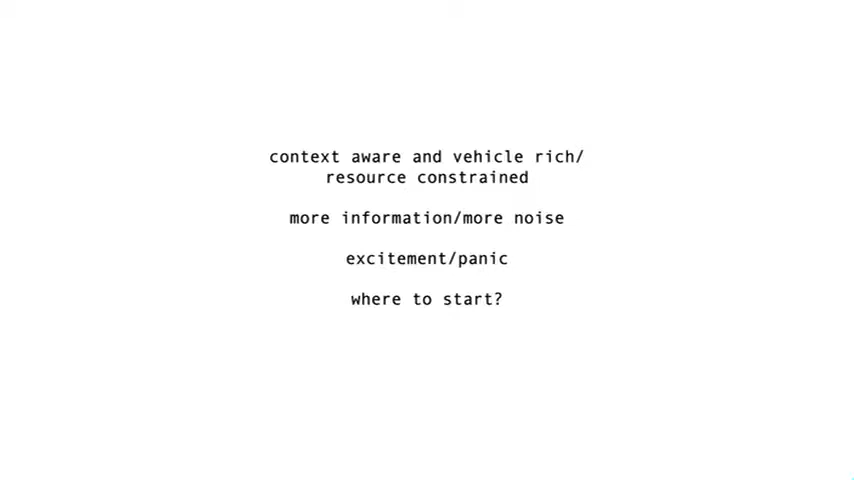 context aware and vehicle rich/
resource constrained
more information/more noise
excitement/panic
where to start?